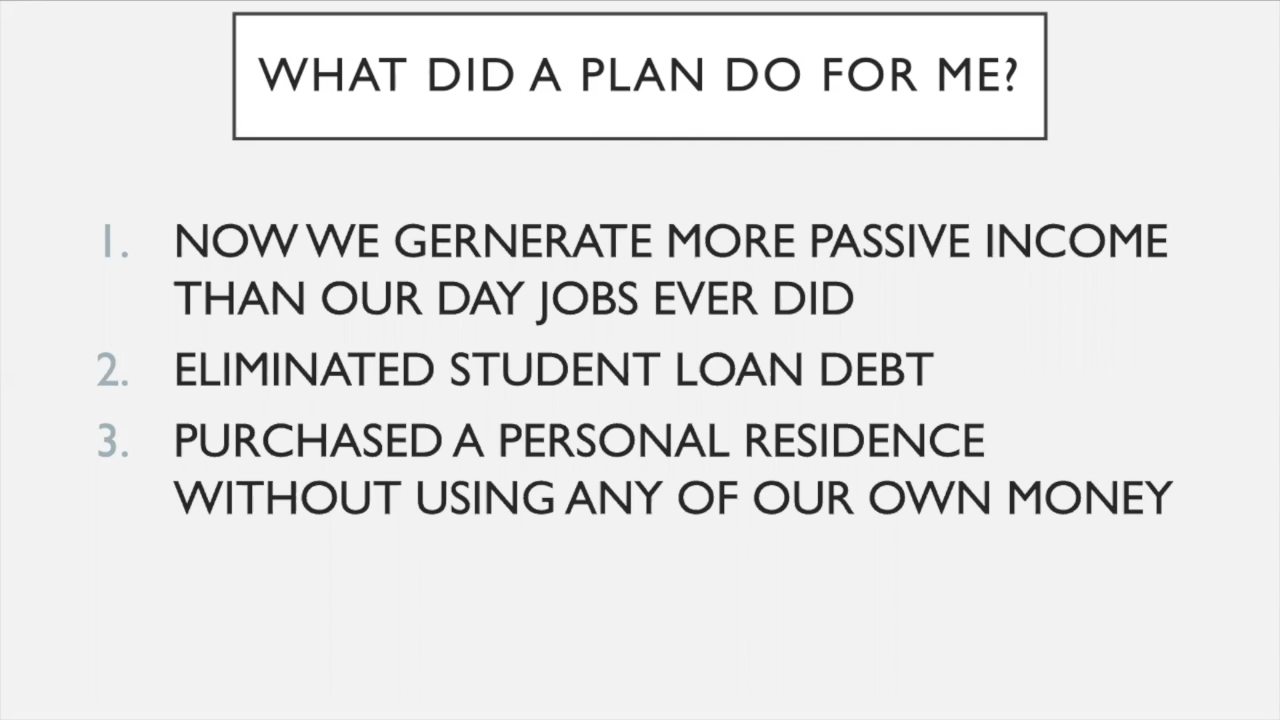 WHAT DID A PLAN DO FOR ME?
1. NOW WE GERNERATE MORE PASSIVE INCOME
THAN OUR DAY JOBS EVER DID
2. ELIMINATED STUDENT LOAN DEBT
3. PURCHASED A PERSONAL RESIDENCE
WITHOUT USING ANY OF OUR OWN MONEY